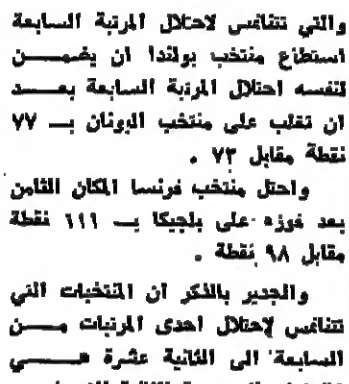 والتي تتنافس لاحتلال المرتبة السابعة
استطاع منتخب بولندا ان يضمن
لنفسه احتلال المرتبة السابعة بعد
ان تغلب على منتخب اليونان بـ ٧٧
نقطة مقابل ٧٣ .
واحتل منتخب فرنسا المكان الثامن
بعد فوزه على بلجيكا بـ ١١١ نقطة
مقابل ٩٨ نقطة .
والجدير بالذكر ان المنتخبات التي
تتنافس لاحتلال احدى المرتبات من
السابعة الى الثانية عشرة هي